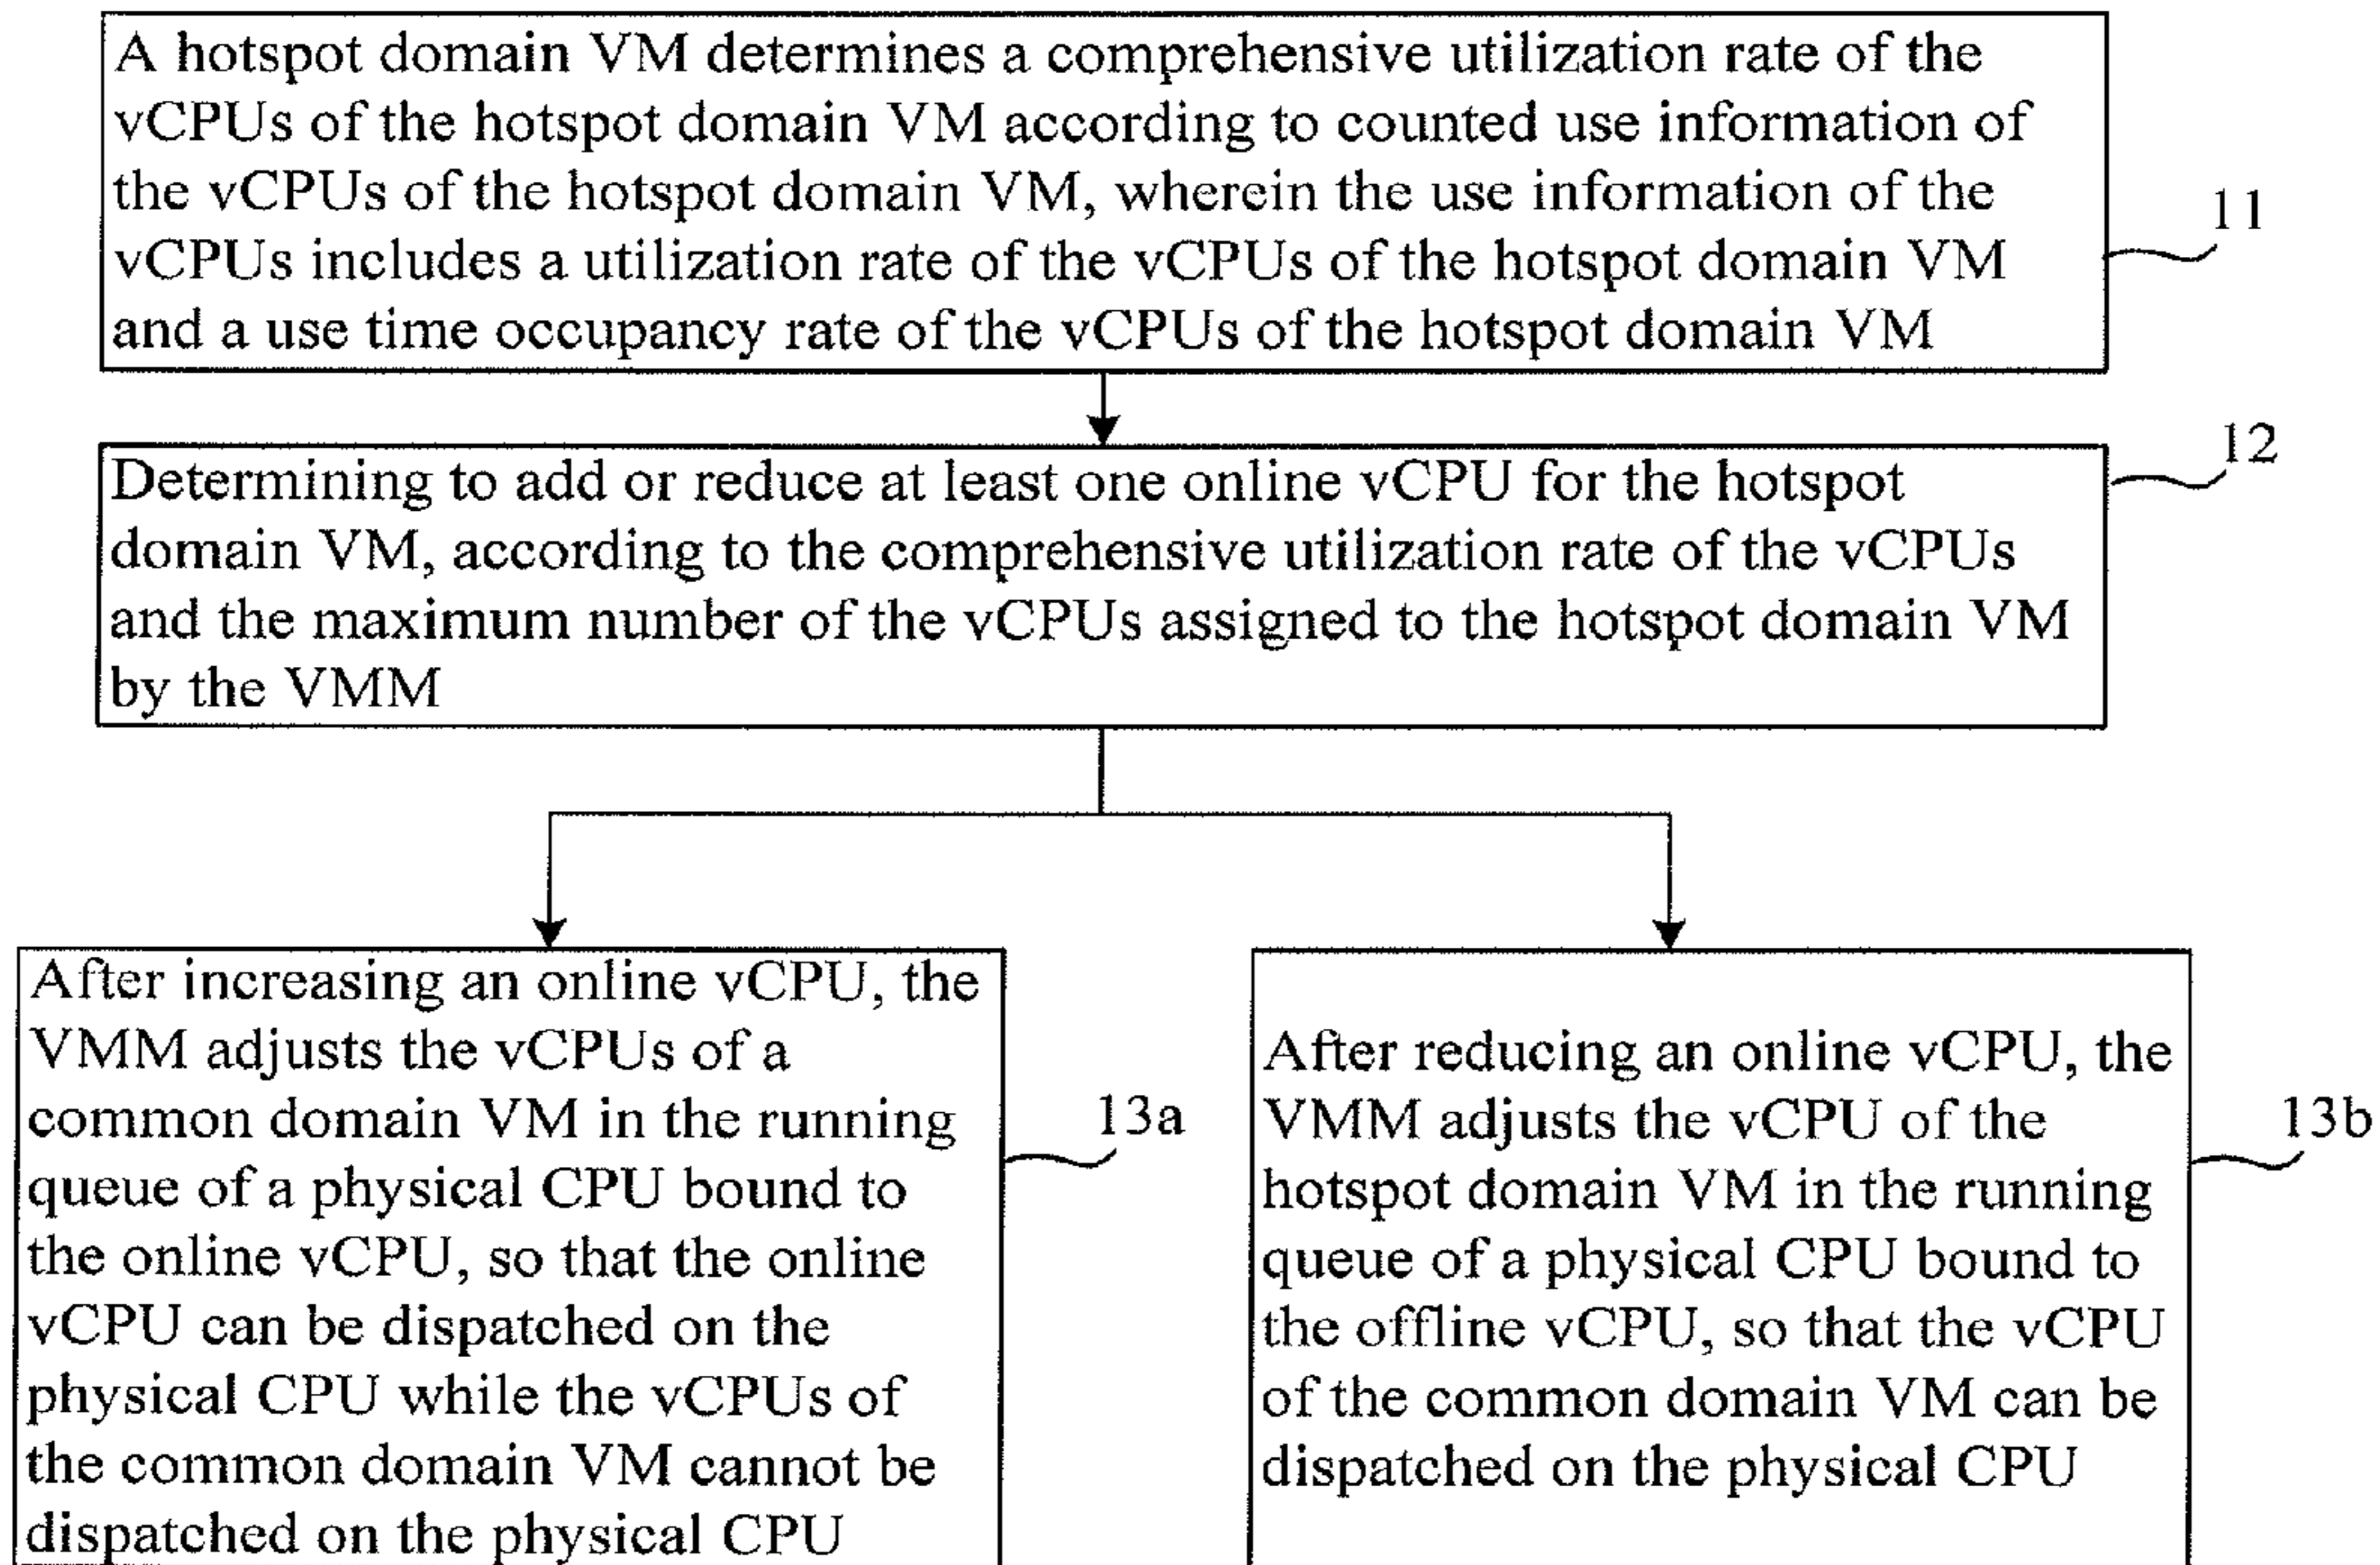 A hotspot domain VM determines a comprehensive utilization rate of the
vCPUs of the hotspot domain VM according to counted use information of
the vCPUs of the hotspot domain VM, wherein the use information of the
vCPUs includes a utilization rate of the vCPUs of the hotspot domain VM
and a use time occupancy rate of the vCPUs of the hotspot domain VM
11
12
Determining to add or reduce at least one online vCPU for the hotspot
domain VM, according to the comprehensive utilization rate of the vCPUs
and the maximum number of the vCPUs assigned to the hotspot domain VM
by the VMM
After increasing an online vCPU, the
VMM adjusts the vCPUs of a
common domain VM in the running
queue of a physical CPU bound to
the online vCPU, so that the online
vCPU can be dispatched on the
physical CPU while the vCPUs of
the common domain VM cannot be
dispatched on the physical CPU
13a
After reducing an online vCPU, the
VMM adjusts the vCPU of the
hotspot domain VM in the running
queue of a physical CPU bound to
the offline vCPU, so that the vCPU
of the common domain VM can be
dispatched on the physical CPU
13b